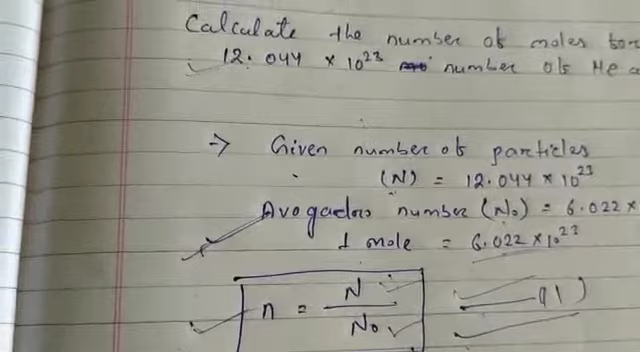 Calculate the number of moles for
12.044 × 10²³ number of He a
→ Given number of particles
(N) = 12.044 × 10²³
Avogadros number (N₀) = 6.022 ×
1 mole = 6.022 × 10²³
n = N / N₀ — (1)